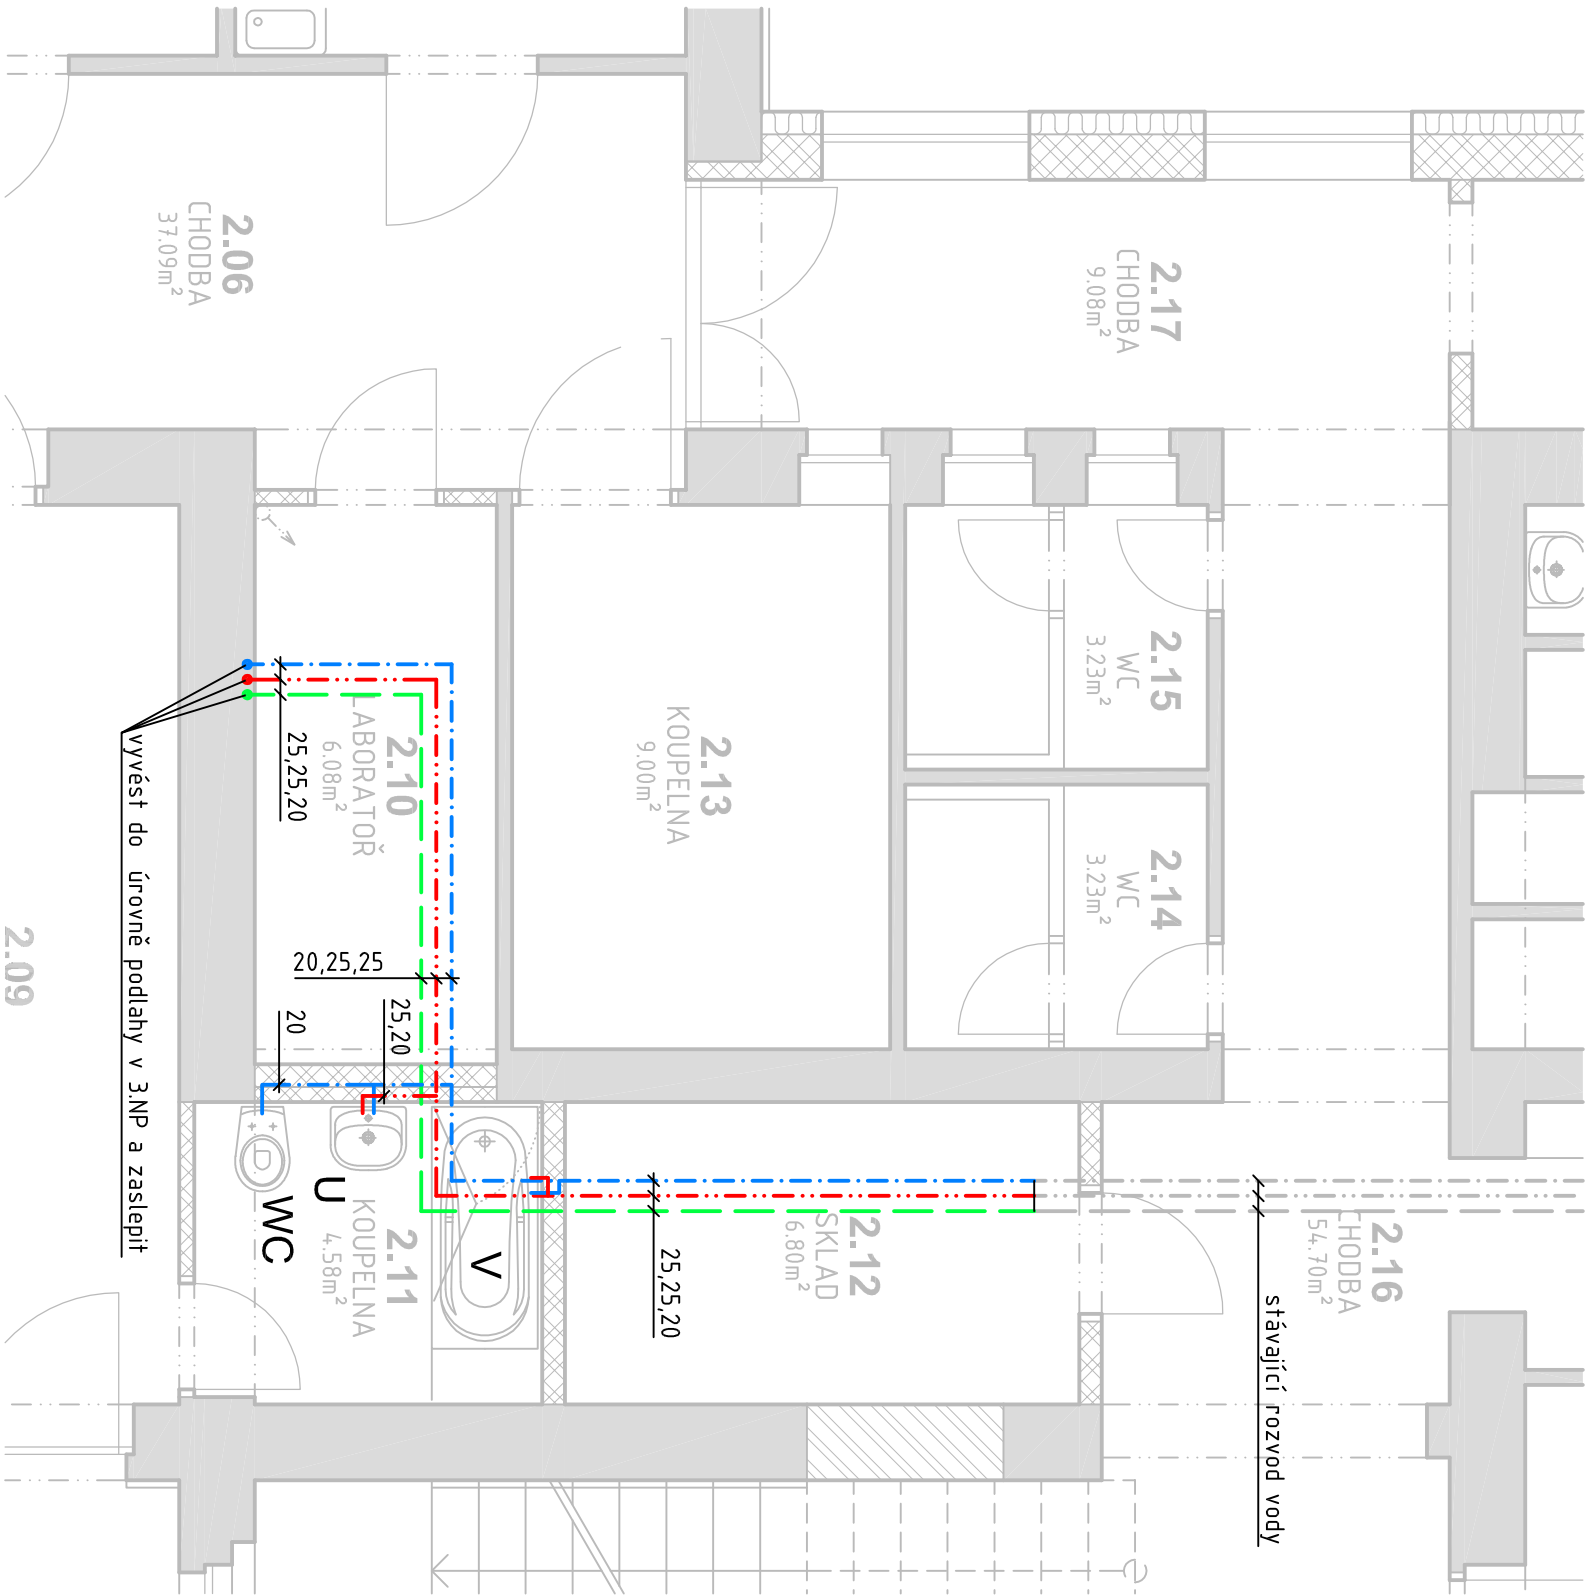 2.06
CHODBA
37.09m²
2.17
CHODBA
9.08m²
2.15
WC
3.23m²
2.14
WC
3.23m²
2.13
KOUPELNA
9.00m²
2.10
LABORATOŘ
6.08m²
25,25,20
20,25,25
25,20
20
vyvést do úrovně podlahy v 3.NP a zaslepit
2.09
WC
U
V
2.11
KOUPELNA
4.58m²
2.12
SKLAD
6.80m²
25,25,20
2.16
CHODBA
54.70m²
stávající rozvod vody